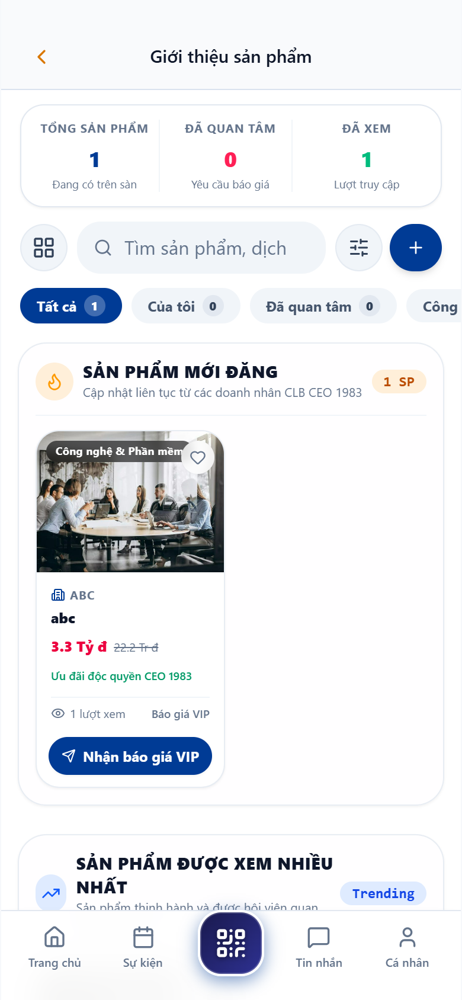 Giới thiệu sản phẩm
TỔNG SẢN PHẨM
1
Đang có trên sàn
ĐÃ QUAN TÂM
0
Yêu cầu báo giá
ĐÃ XEM
1
Lượt truy cập
Tìm sản phẩm, dịch
Tất cả 1
Của tôi 0
Đã quan tâm 0
Công
SẢN PHẨM MỚI ĐĂNG
Cập nhật liên tục từ các doanh nhân CLB CEO 1983
1 SP
Công nghệ & Phần mềm
ABC
abc
3.3 Tỷ đ 22.2 Tr đ
Ưu đãi độc quyền CEO 1983
1 lượt xem
Báo giá VIP
Nhận báo giá VIP
SẢN PHẨM ĐƯỢC XEM NHIỀU
NHẤT
Sản phẩm thịnh hành và được hội viên quan
Trending
Trang chủ
Sự kiện
Tin nhắn
Cá nhân